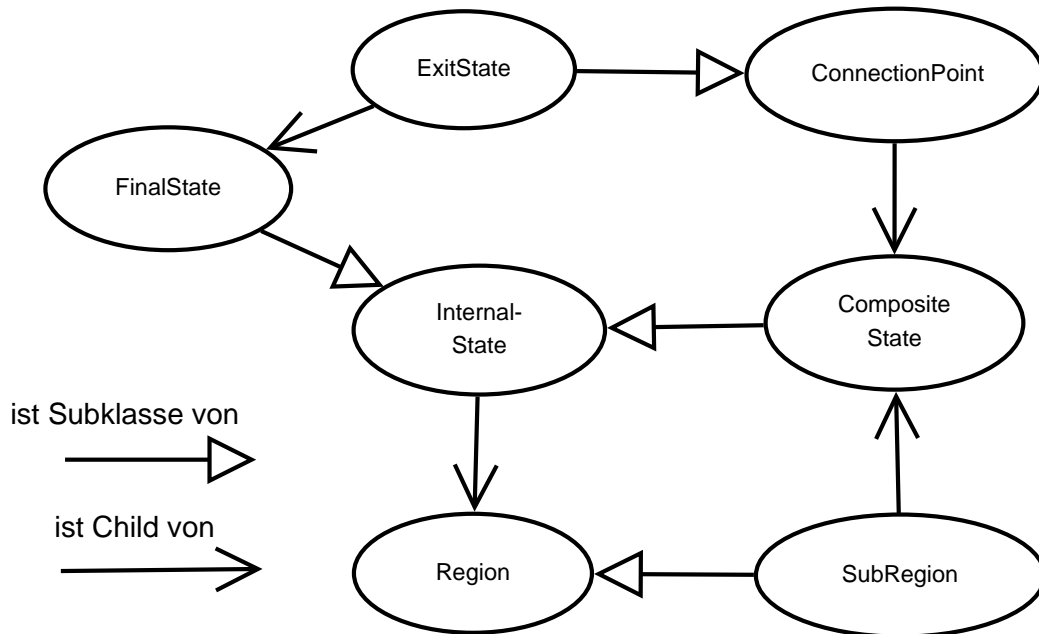 ExitState
ConnectionPoint
FinalState
Internal-
State
Composite
State
ist Subklasse von
ist Child von
Region
SubRegion